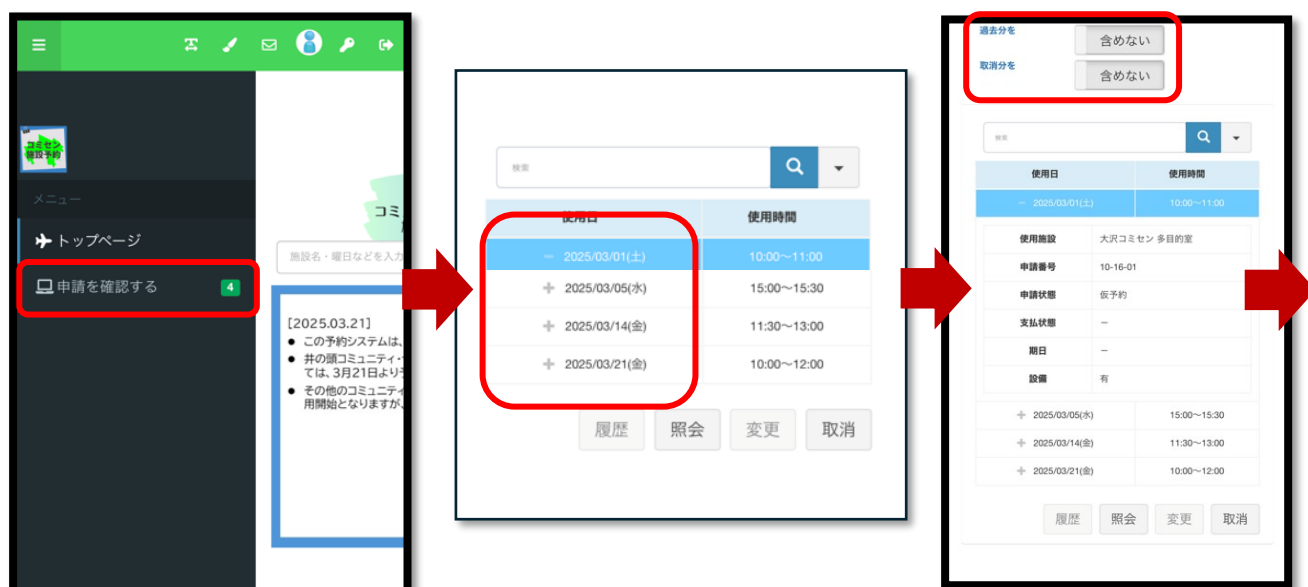 コミセン
施設予約
メニュー
トップページ
申請を確認する 4
コミ
施設名・曜日などを入力
[2025.03.21]
● この予約システムは、
● 井の頭コミュニティ・
ては、3月21日より
● その他のコミュニティ
用開始となりますが、
検索
使用日 使用時間
− 2025/03/01(土) 10:00〜11:00
+ 2025/03/05(水) 15:00〜15:30
+ 2025/03/14(金) 11:30〜13:00
+ 2025/03/21(金) 10:00〜12:00
履歴 照会 変更 取消
過去分を 含めない
取消分を 含めない
検索
使用日 使用時間
− 2025/03/01(土) 10:00〜11:00
使用施設 大沢コミセン 多目的室
申請番号 10-16-01
申請状態 仮予約
支払状態 −
期日 −
設備 有
+ 2025/03/05(水) 15:00〜15:30
+ 2025/03/14(金) 11:30〜13:00
+ 2025/03/21(金) 10:00〜12:00
履歴 照会 変更 取消